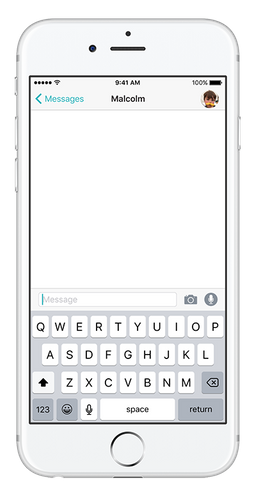 9:41 AM 100%
Messages Malcolm
Message
Q W E R T Y U I O P
A S D F G H J K L
Z X C V B N M
123 space return